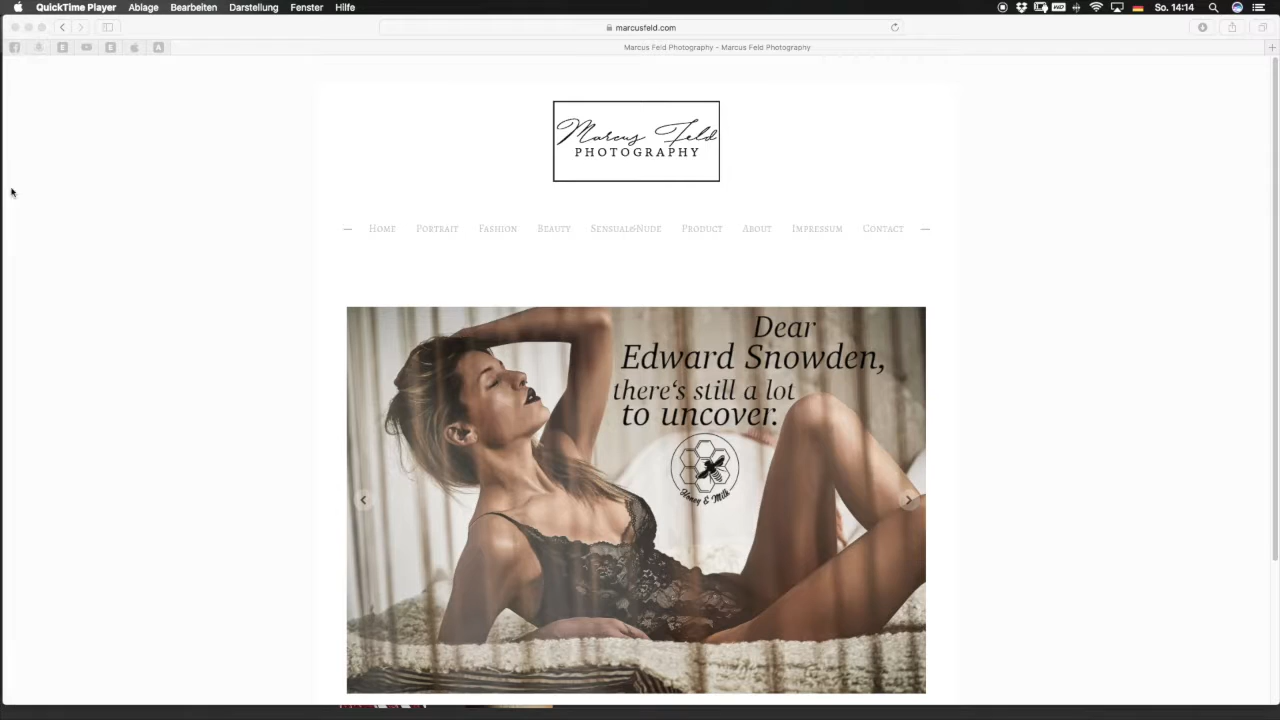 QuickTime Player Ablage Bearbeiten Darstellung Fenster Hilfe So. 14:14
marcusfeld.com
Marcus Feld Photography - Marcus Feld Photography
Marcus Feld
PHOTOGRAPHY
— Home Portrait Fashion Beauty Sensual&Nude Product About Impressum Contact —
Dear
Edward Snowden,
there's still a lot
to uncover.
Honey & Milk